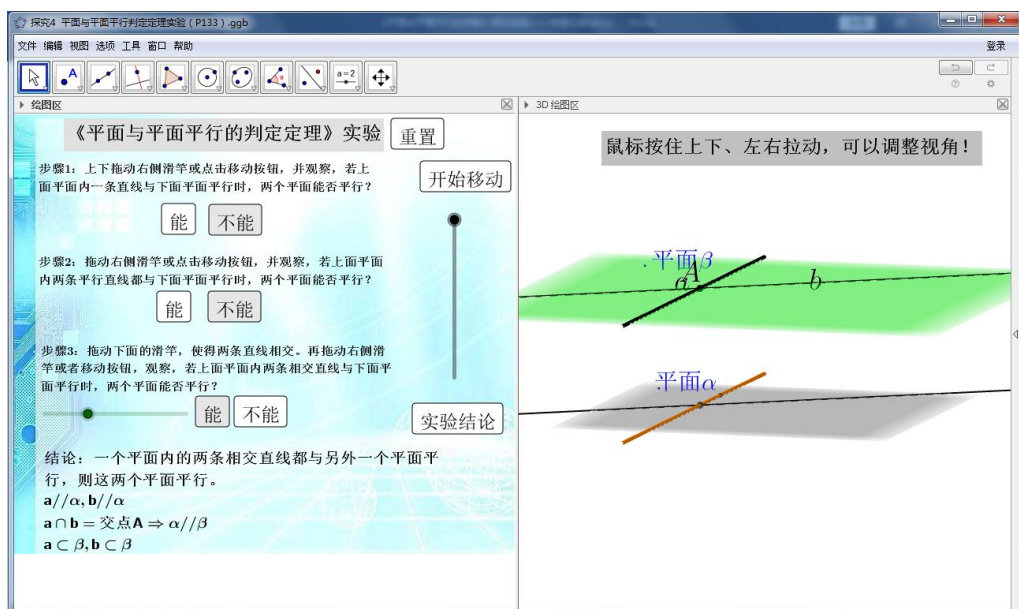 探究4 平面与平面平行判定定理实验（P133）.ggb
文件 编辑 视图 选项 工具 窗口 帮助
登录
A
α
a=2
绘图区
3D 绘图区
《平面与平面平行的判定定理》实验
重置
步骤1：上下拖动右侧滑竿或点击移动按钮，并观察，若上
面平面内一条直线与下面平面平行时，两个平面能否平行？
开始移动
能
不能
步骤2：拖动右侧滑竿或点击移动按钮，并观察，若上面平面
内两条平行直线都与下面平面平行时，两个平面能否平行？
能
不能
步骤3：拖动下面的滑竿，使得两条直线相交。再拖动右侧滑
竿或者移动按钮，观察，若上面平面内两条相交直线与下面平
面平行时，两个平面能否平行？
能
不能
实验结论
结论：一个平面内的两条相交直线都与另外一个平面平
行，则这两个平面平行。
a//α,b//α
a∩b=交点A⇒α//β
a⊂β,b⊂β
鼠标按住上下、左右拉动，可以调整视角！
平面β
A
a
b
平面α